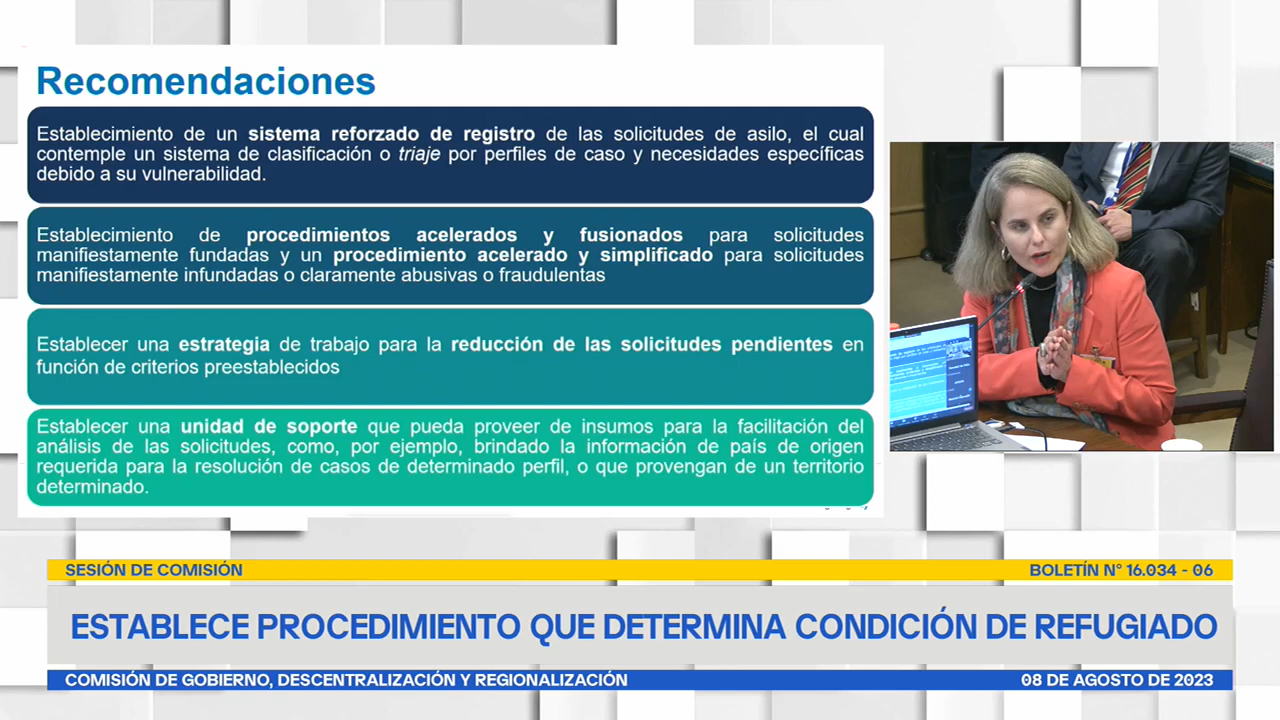 Recomendaciones
Establecimiento de un sistema reforzado de registro de las solicitudes de asilo, el cual
contemple un sistema de clasificación o triaje por perfiles de caso y necesidades específicas
debido a su vulnerabilidad.
Establecimiento de procedimientos acelerados y fusionados para solicitudes
manifiestamente fundadas y un procedimiento acelerado y simplificado para solicitudes
manifiestamente infundadas o claramente abusivas o fraudulentas
Establecer una estrategia de trabajo para la reducción de las solicitudes pendientes en
función de criterios preestablecidos
Establecer una unidad de soporte que pueda proveer de insumos para la facilitación del
análisis de las solicitudes, como, por ejemplo, brindado la información de país de origen
requerida para la resolución de casos de determinado perfil, o que provengan de un territorio
determinado.
SESIÓN DE COMISIÓN
BOLETÍN N° 16.034 - 06
ESTABLECE PROCEDIMIENTO QUE DETERMINA CONDICIÓN DE REFUGIADO
COMISIÓN DE GOBIERNO, DESCENTRALIZACIÓN Y REGIONALIZACIÓN
08 DE AGOSTO DE 2023